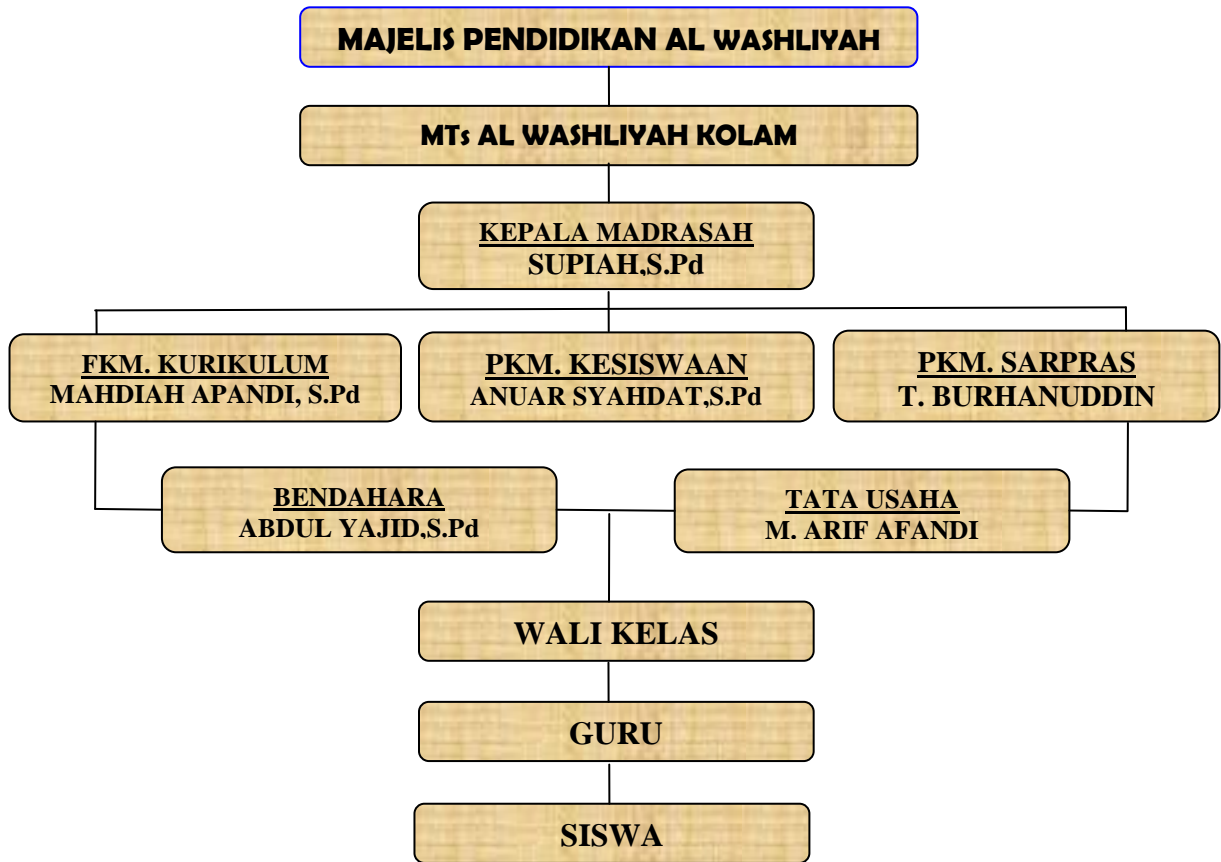 MAJELIS PENDIDIKAN AL WASHLIYAH
MTs AL WASHLIYAH KOLAM
KEPALA MADRASAH
SUPIAH,S.Pd
FKM. KURIKULUM
MAHDIAH APANDI, S.Pd
PKM. KESISWAAN
ANUAR SYAHDAT,S.Pd
PKM. SARPRAS
T. BURHANUDDIN
BENDAHARA
ABDUL YAJID,S.Pd
TATA USAHA
M. ARIF AFANDI
WALI KELAS
GURU
SISWA